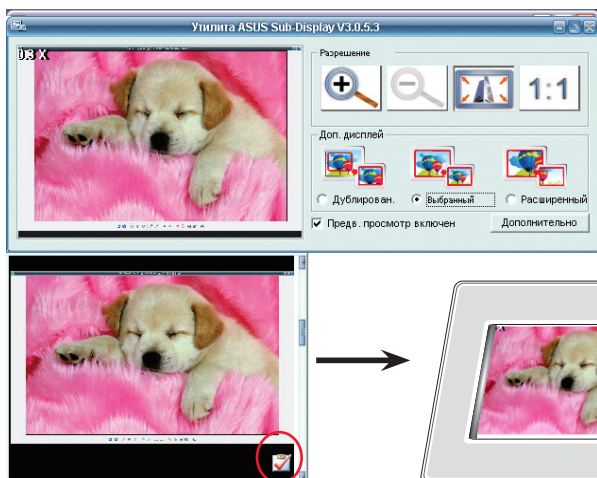 Утилита ASUS Sub-Display V3.0.5.3
0.3 X
Разрешение
1:1
Доп. дисплей
Дублирован.
Выбранный
Расширенный
Предв. просмотр включен
Дополнительно